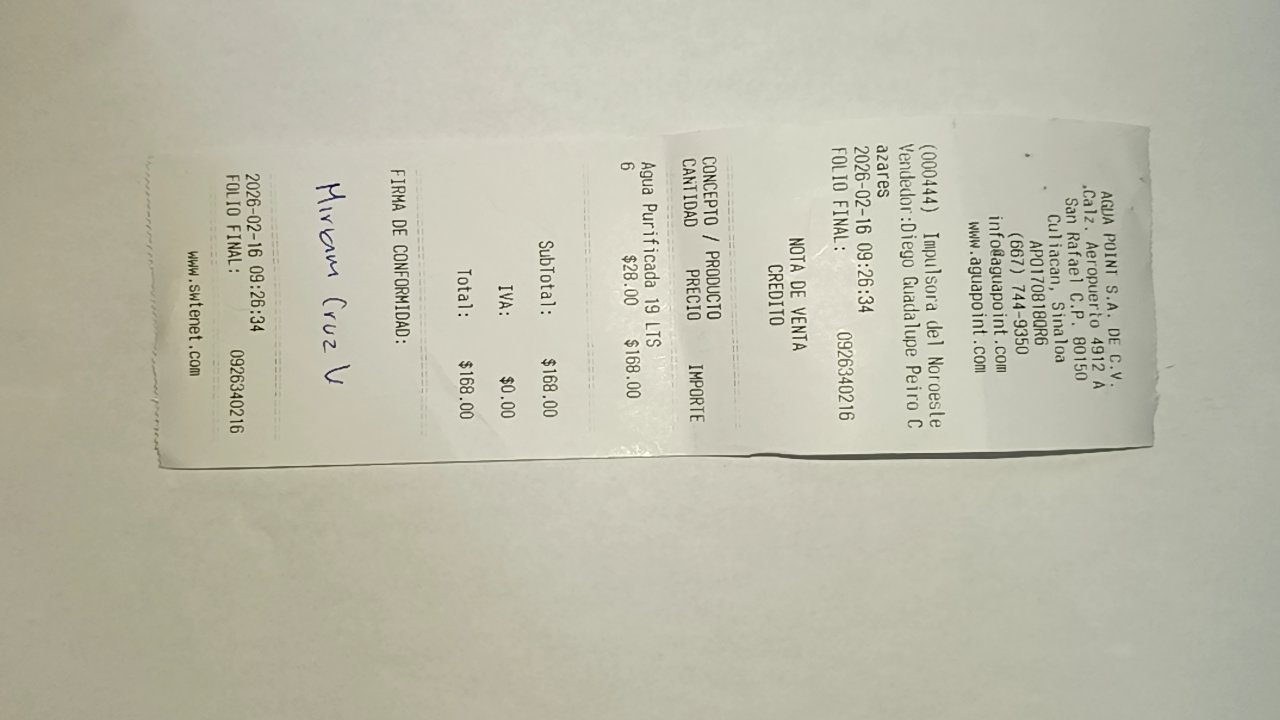 AGUA POINT S.A. DE C.V.
.Calz. Aeropuerto 4912 A
San Rafael C.P. 80150
Culiacan, Sinaloa
APO170818QR6
(667) 744-9350
info@aguapoint.com
www.aguapoint.com
(000444) Impulsora del Noroeste
Vendedor:Diego Guadalupe Peiro C
azares
2026-02-16 09:26:34
FOLIO FINAL: 0926340216
NOTA DE VENTA
CREDITO
CONCEPTO / PRODUCTO
CANTIDAD PRECIO IMPORTE
Agua Purificada 19 LTS
6 $28.00 $168.00
SubTotal: $168.00
IVA: $0.00
Total: $168.00
FIRMA DE CONFORMIDAD:
Miriam Cruz V
2026-02-16 09:26:34
FOLIO FINAL: 0926340216
www.swtenet.com